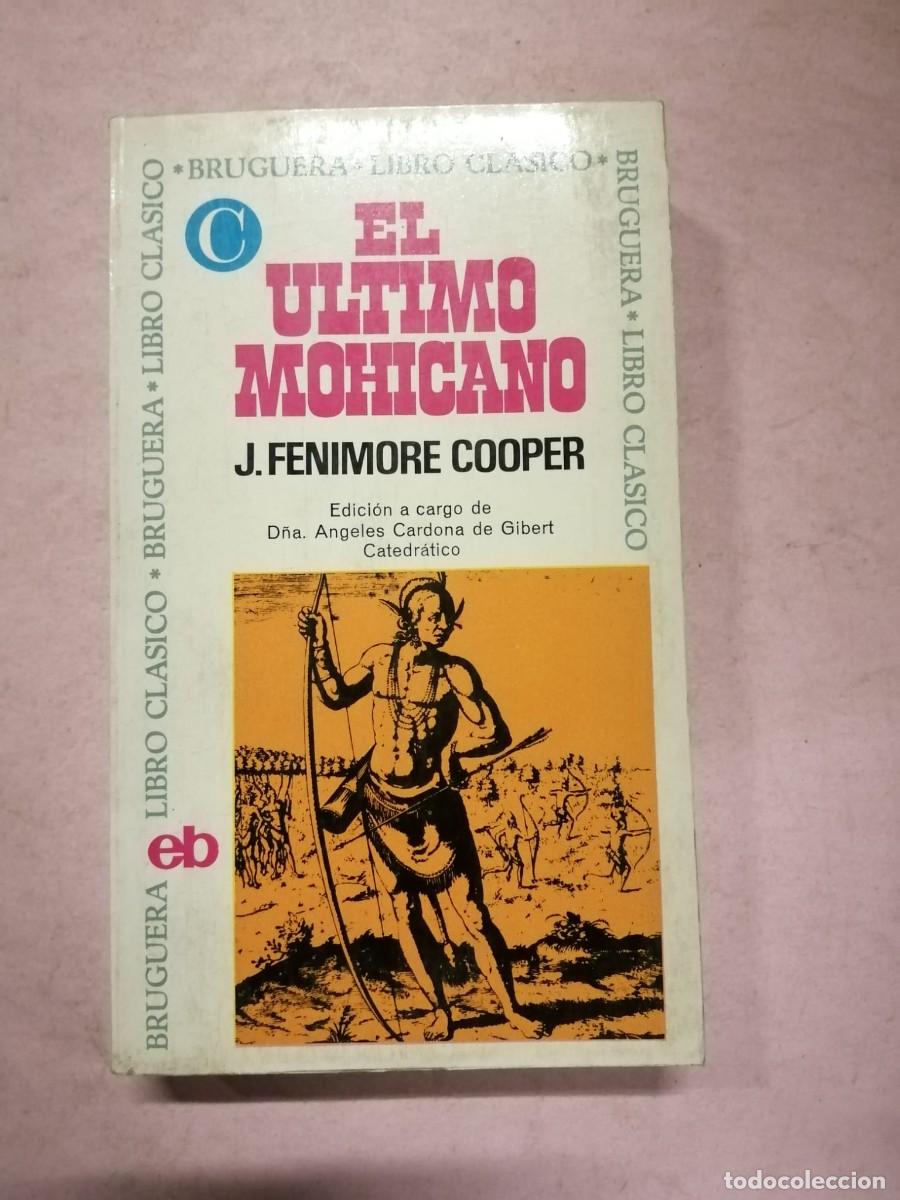 *BRUGUERA*LIBRO CLASICO*
BRUGUERA * LIBRO CLASICO
BRUGUERA * LIBRO CLASICO * BRUGUERA * LIBRO CLASICO
C
EL
ULTIMO
MOHICANO
J. FENIMORE COOPER
Edición a cargo de
Dña. Angeles Cardona de Gibert
Catedrático
eb
todocoleccion